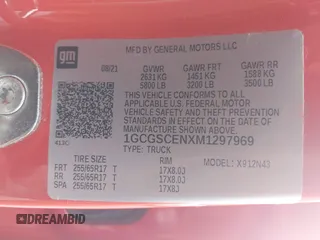 gm
MFD BY GENERAL MOTORS LLC
08/21 GVWR GAWR FRT GAWR RR
2631 KG 1451 KG 1588 KG
5800 LB 3200 LB 3500 LB
THIS VEHICLE CONFORMS TO ALL APPLICABLE
U.S. FEDERAL MOTOR VEHICLE SAFETY AND
THEFT PREVENTION STANDARDS IN EFFECT ON
THE DATE OF MANUFACTURE SHOWN ABOVE.
1GCGSCENXM1297969
TYPE: TRUCK
MODEL: X912N43
TIRE SIZE RIM
FRT 255/65R17 T 17X8.0J
RR 255/65R17 T 17X8.0J
SPA 255/65R17 T 17X8J
DREAMBID